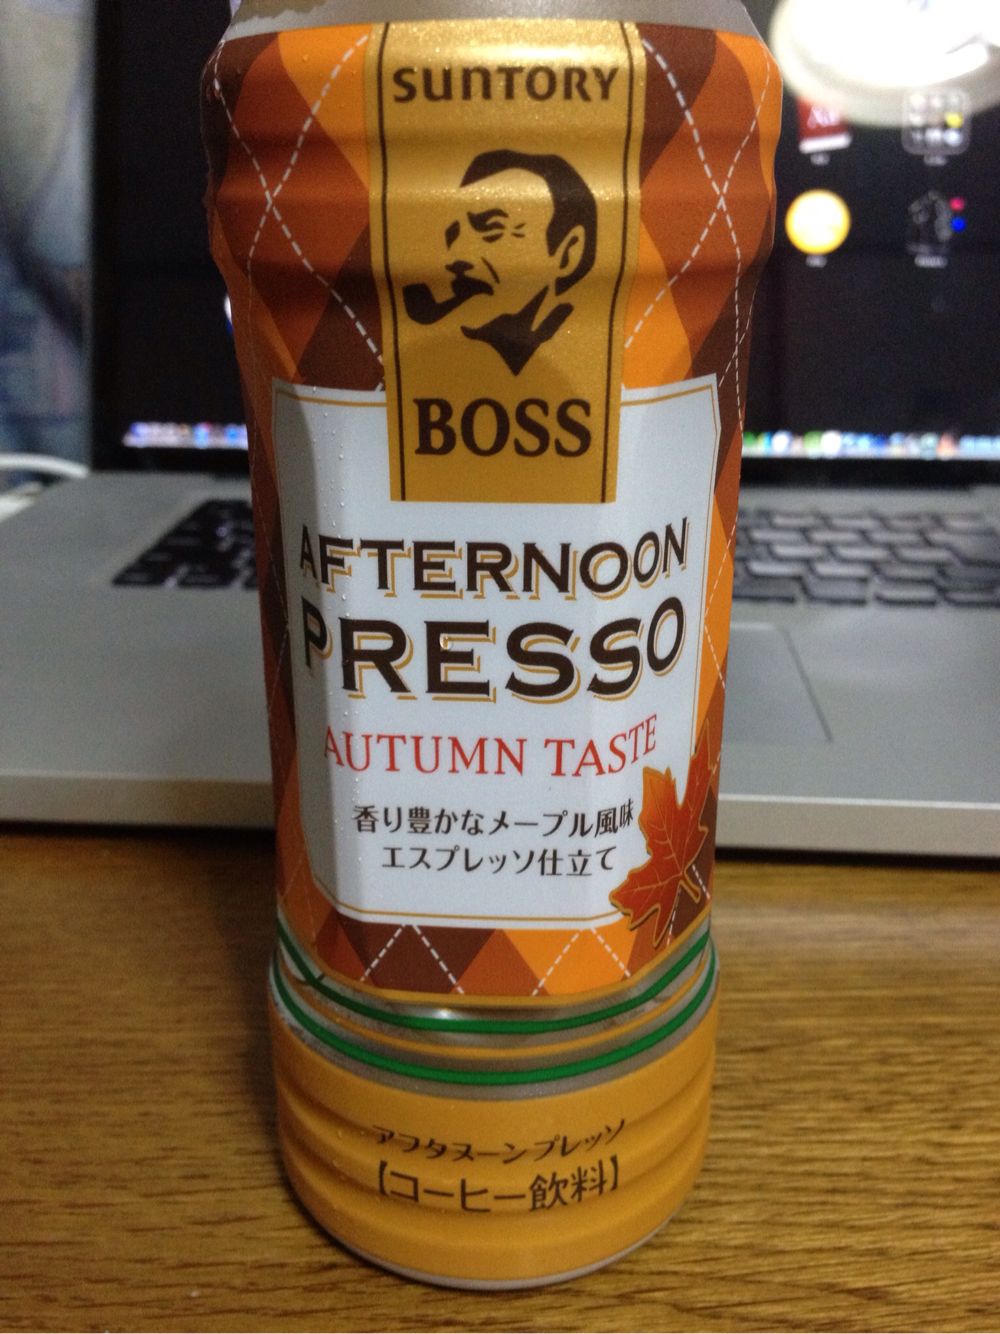 SUNTORY
BOSS
AFTERNOON
PRESSO
AUTUMN TASTE
香り豊かなメープル風味
エスプレッソ仕立て
アフタヌーンプレッソ
【コーヒー飲料】